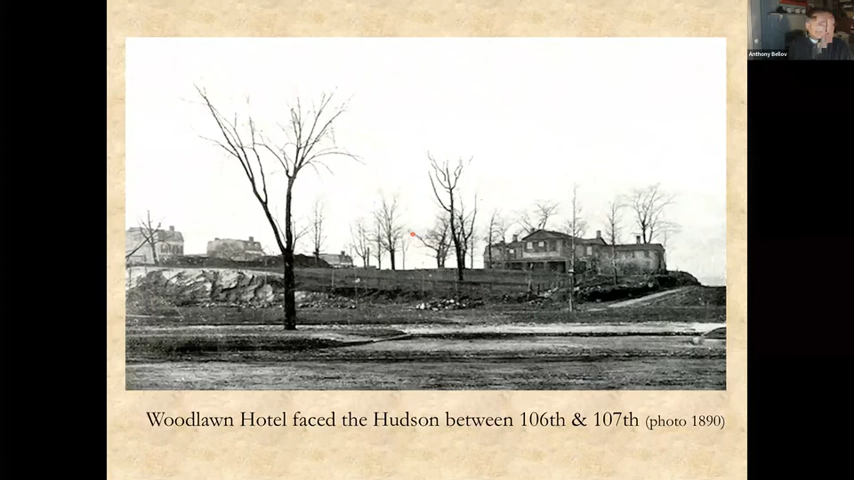 Anthony Bellov
Woodlawn Hotel faced the Hudson between 106th & 107th (photo 1890)